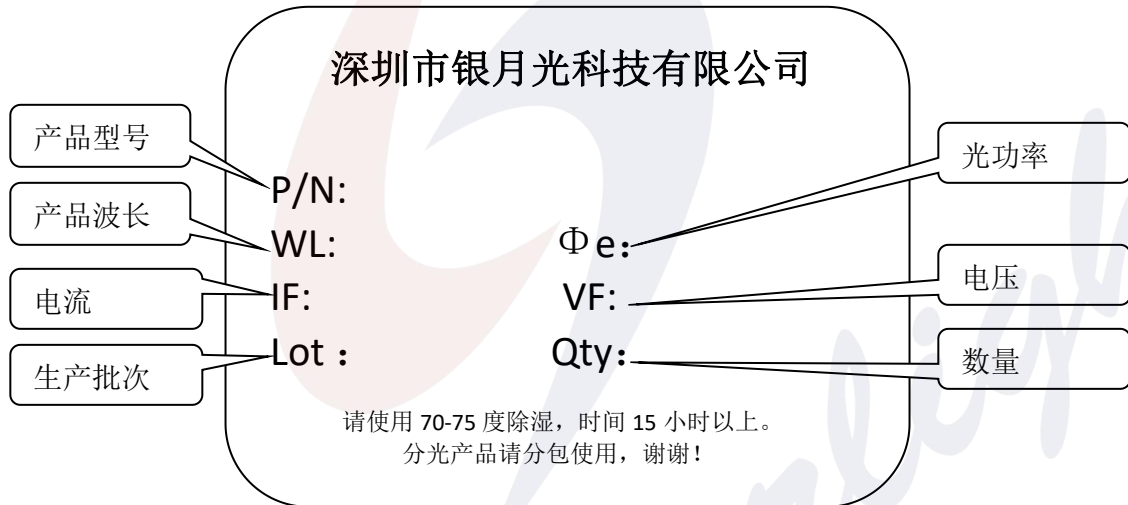 深圳市银月光科技有限公司
产品型号
P/N:
光功率
产品波长
WL:
Φe：
电流
IF:
VF:
电压
生产批次
Lot：
Qty：
数量
请使用 70-75 度除湿，时间 15 小时以上。
分光产品请分包使用，谢谢！